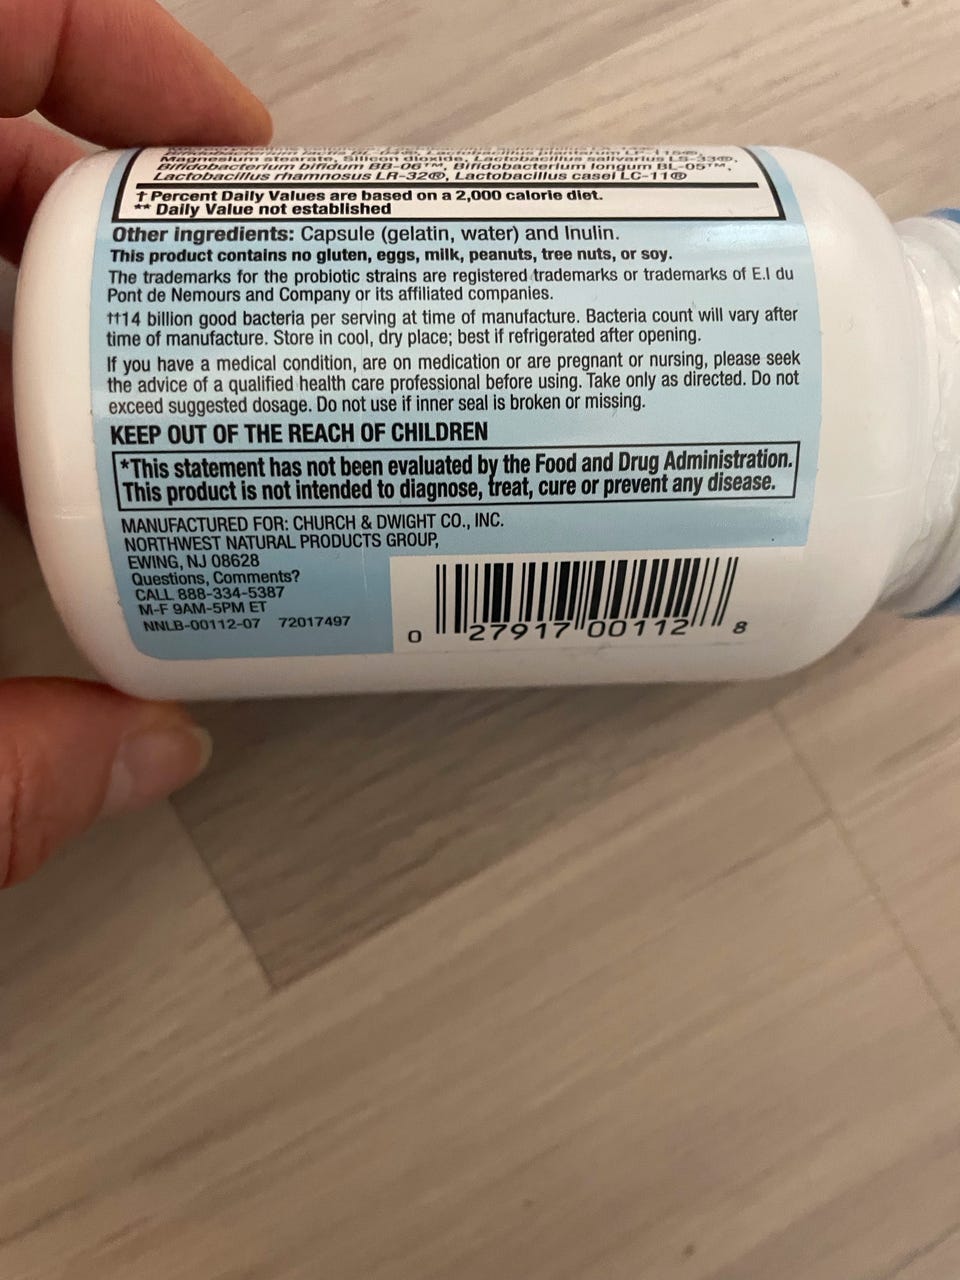 Lactobacillus plantarum LP-115®,
Magnesium stearate, Silicon dioxide, Lactobacillus salivarius LS-33®,
Bifidobacterium bifidum BB-06™, Bifidobacterium longum BL-05™,
Lactobacillus rhamnosus LR-32®, Lactobacillus casei LC-11®
† Percent Daily Values are based on a 2,000 calorie diet.
** Daily Value not established
Other ingredients: Capsule (gelatin, water) and Inulin.
This product contains no gluten, eggs, milk, peanuts, tree nuts, or soy.
The trademarks for the probiotic strains are registered trademarks or trademarks of E.I du
Pont de Nemours and Company or its affiliated companies.
††14 billion good bacteria per serving at time of manufacture. Bacteria count will vary after
time of manufacture. Store in cool, dry place; best if refrigerated after opening.
If you have a medical condition, are on medication or are pregnant or nursing, please seek
the advice of a qualified health care professional before using. Take only as directed. Do not
exceed suggested dosage. Do not use if inner seal is broken or missing.
KEEP OUT OF THE REACH OF CHILDREN
*This statement has not been evaluated by the Food and Drug Administration.
This product is not intended to diagnose, treat, cure or prevent any disease.
MANUFACTURED FOR: CHURCH & DWIGHT CO., INC.
NORTHWEST NATURAL PRODUCTS GROUP,
EWING, NJ 08628
Questions, Comments?
CALL 888-334-5387
M-F 9AM-5PM ET
NNLB-00112-07 72017497
0 27917 00112 8